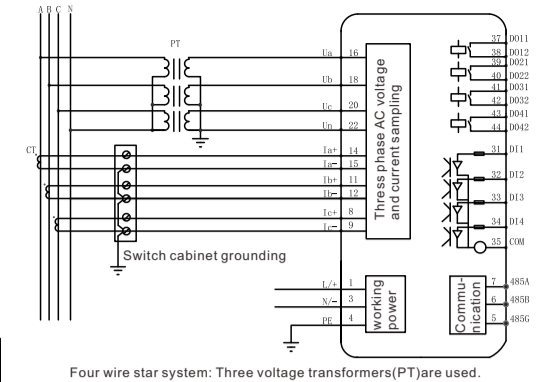 A B C N
PT
Ua 16
Ub 18
Uc 20
Un 22
CT
Ia+ 14
Ia- 15
Ib+ 11
Ib- 12
Ic+ 8
Ic- 9
Switch cabinet grounding
Thress phase AC voltage
and current sampling
L/+ 1
N/- 3
PE 4
working
power
37 DO11
38 DO12
39 DO21
40 DO22
41 DO31
42 DO32
43 DO41
44 DO42
31 DI1
32 DI2
33 DI3
34 DI4
35 COM
Commu-
nication
7 485A
6 485B
5 485G
Four wire star system: Three voltage transformers(PT)are used.